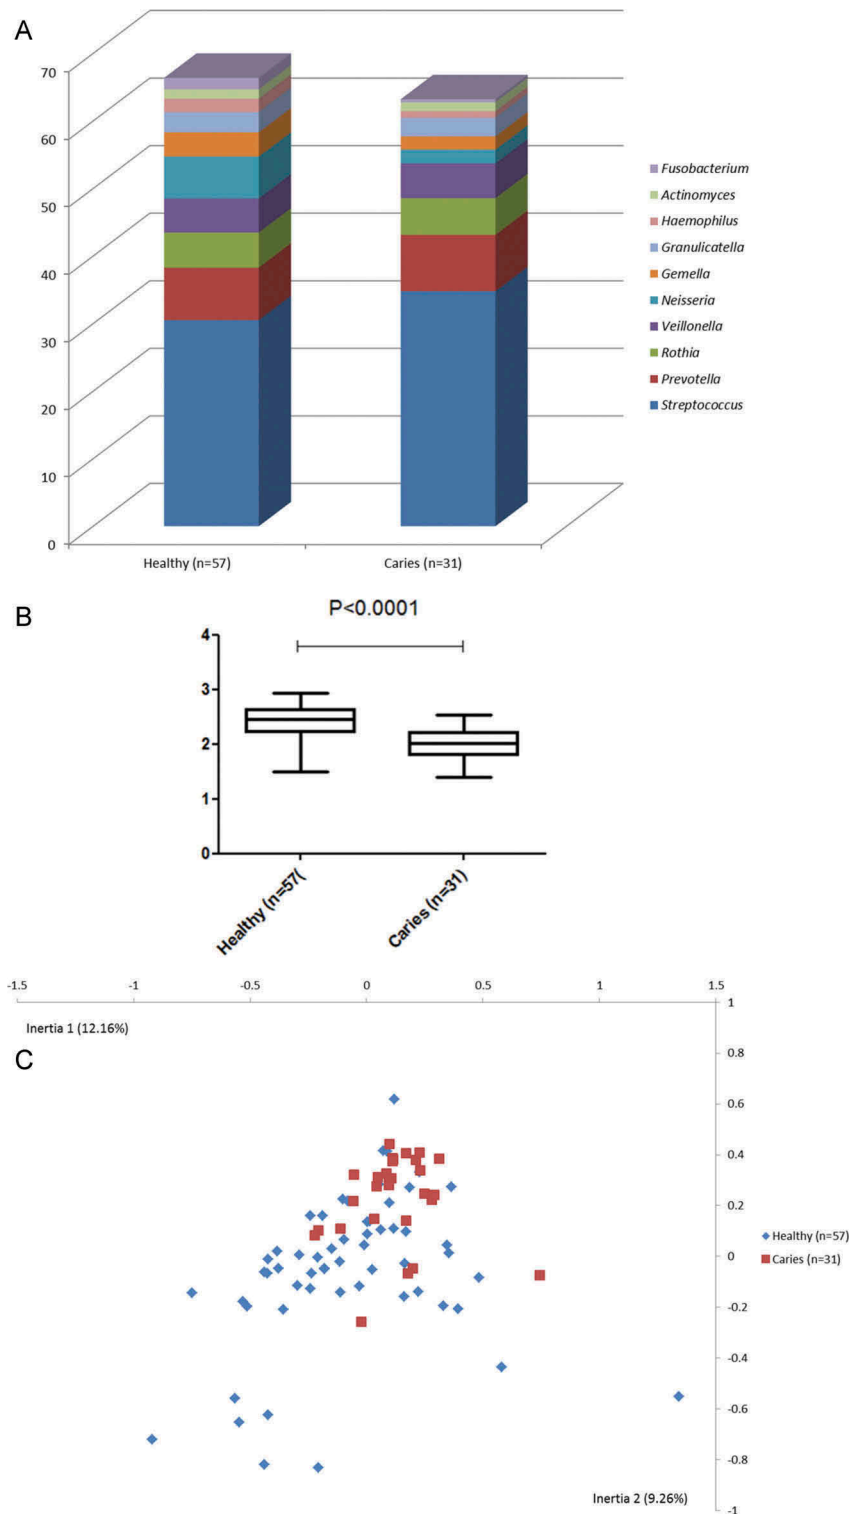 A
70
60
50
40
30
20
10
0
Healthy (n=57)
Caries (n=31)
Fusobacterium
Actinomyces
Haemophilus
Granulicatella
Gemella
Neisseria
Veillonella
Rothia
Prevotella
Streptococcus
B
P<0.0001
4
3
2
1
0
Healthy (n=57(
Caries (n=31)
-1.5 -1 -0.5 0 0.5 1 1.5
Inertia 1 (12.16%)
C
1
0.8
0.6
0.4
0.2
0
-0.2
-0.4
-0.6
-0.8
-1
Healthy (n=57)
Caries (n=31)
Inertia 2 (9.26%)